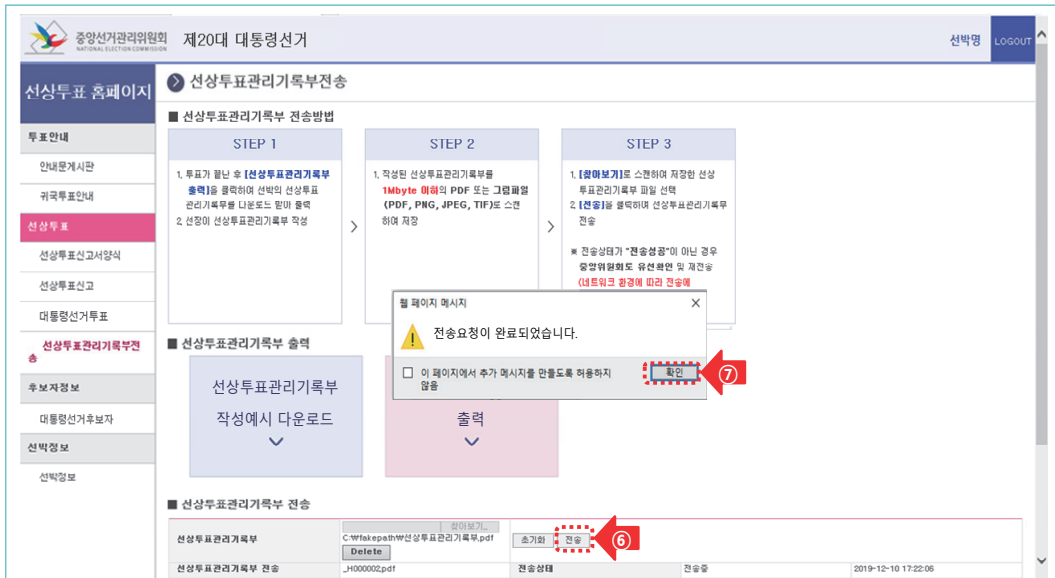 중앙선거관리위원회
NATIONAL ELECTION COMMISSION
제20대 대통령선거
선박명
LOGOUT
선상투표 홈페이지
투표안내
안내문게시판
귀국투표안내
선상투표
선상투표신고서양식
선상투표신고
대통령선거투표
선상투표관리기록부전
송
후보자정보
대통령선거후보자
선박정보
선박정보
선상투표관리기록부전송
■ 선상투표관리기록부 전송방법
STEP 1
1. 투표가 끝난 후 [선상투표관리기록부
출력]을 클릭하여 선박의 선상투표
관리기록부를 다운로드 받아 출력
2. 선장이 선상투표관리기록부 작성
STEP 2
1. 작성된 선상투표관리기록부를
1Mbyte 이하의 PDF 또는 그림파일
(PDF, PNG, JPEG, TIF)로 스캔
하여 저장
STEP 3
1. [찾아보기]로 스캔하여 저장한 선상
투표관리기록부 파일 선택
2. [전송]을 클릭하며 선상투표관리기록부
전송
※ 전송상태가 "전송성공"이 아닌 경우
중앙위원회도 유선확인 및 재전송
(네트워크 환경에 따라 전송에
웹 페이지 메시지
전송요청이 완료되었습니다.
이 페이지에서 추가 메시지를 만들도록 허용하지
않음
확인
⑦
■ 선상투표관리기록부 출력
선상투표관리기록부
작성예시 다운로드
출력
■ 선상투표관리기록부 전송
선상투표관리기록부
찾아보기...
C:₩fakepath₩선상투표관리기록부.pdf
Delete
초기화
전송
⑥
선상투표관리기록부 전송
_H000002.pdf
전송상태
전송중
2019-12-10 17:22:06